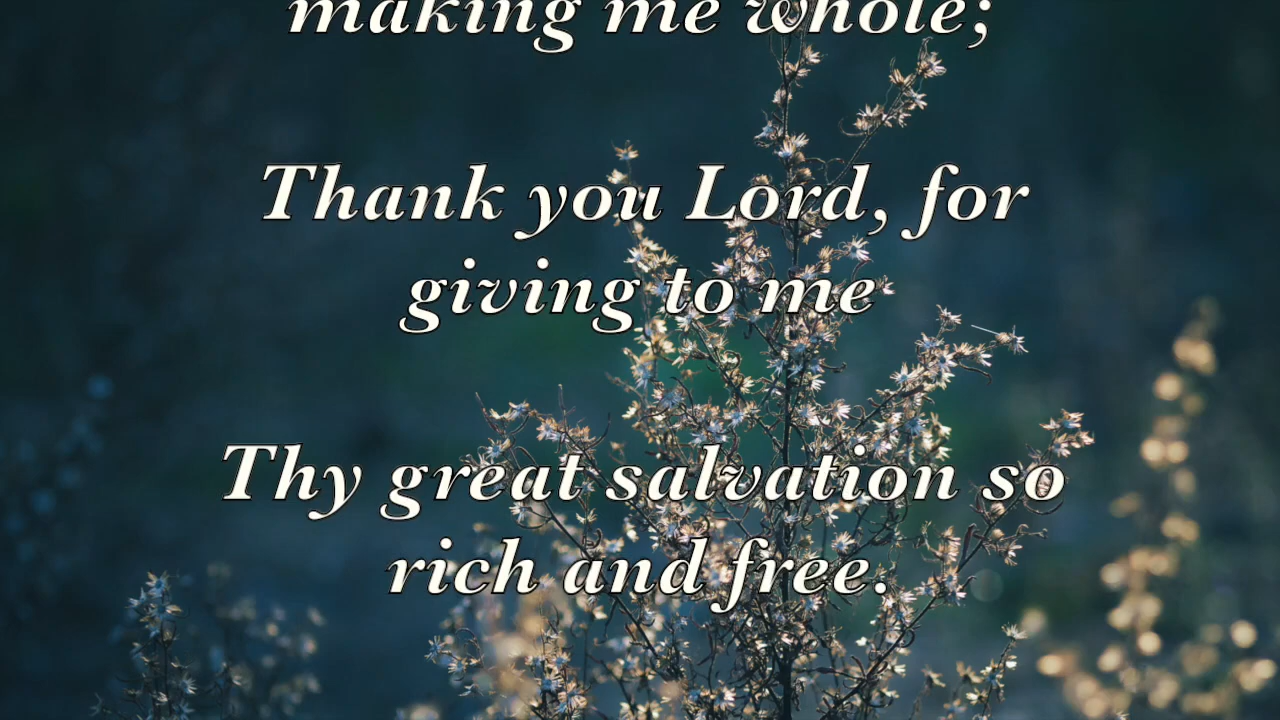 making me whole;
Thank you Lord, for
giving to me
Thy great salvation so
rich and free.